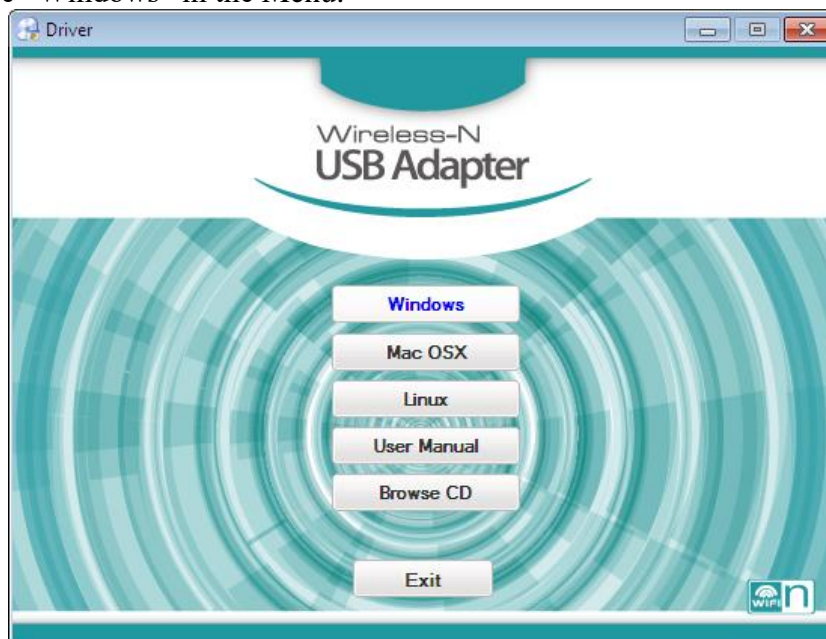 "Windows" in the Menu.
Driver
Wireless-N
USB Adapter
Windows
Mac OSX
Linux
User Manual
Browse CD
Exit
WiFi n